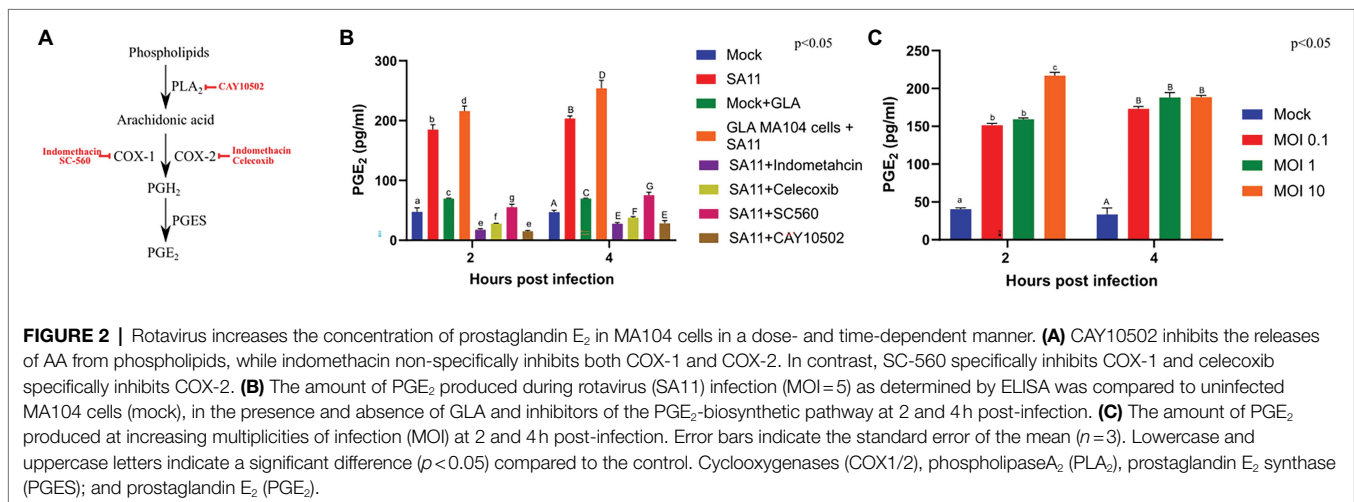 A
Phospholipids
PLA₂
CAY10502
Arachidonic acid
Indomethacin
SC-560
COX-1
COX-2
Indomethacin
Celecoxib
PGH₂
PGES
PGE₂
B
p<0.05
PGE₂ (pg/ml)
300
200
100
0
a
b
c
d
e
f
g
e
A
B
C
D
E
F
G
E
2
4
Hours post infection
Mock
SA11
Mock+GLA
GLA MA104 cells +
SA11
SA11+Indometahcin
SA11+Celecoxib
SA11+SC560
SA11+CAY10502
C
p<0.05
PGE₂ (pg/ml)
250
200
150
100
50
0
a
b
b
c
A
B
B
B
2
4
Hours post infection
Mock
MOI 0.1
MOI 1
MOI 10
FIGURE 2 | Rotavirus increases the concentration of prostaglandin E₂ in MA104 cells in a dose- and time-dependent manner. (A) CAY10502 inhibits the releases
of AA from phospholipids, while indomethacin non-specifically inhibits both COX-1 and COX-2. In contrast, SC-560 specifically inhibits COX-1 and celecoxib
specifically inhibits COX-2. (B) The amount of PGE₂ produced during rotavirus (SA11) infection (MOI=5) as determined by ELISA was compared to uninfected
MA104 cells (mock), in the presence and absence of GLA and inhibitors of the PGE₂-biosynthetic pathway at 2 and 4h post-infection. (C) The amount of PGE₂
produced at increasing multiplicities of infection (MOI) at 2 and 4h post-infection. Error bars indicate the standard error of the mean (n=3). Lowercase and
uppercase letters indicate a significant difference (p<0.05) compared to the control. Cyclooxygenases (COX1/2), phospholipaseA₂ (PLA₂), prostaglandin E₂ synthase
(PGES); and prostaglandin E₂ (PGE₂).